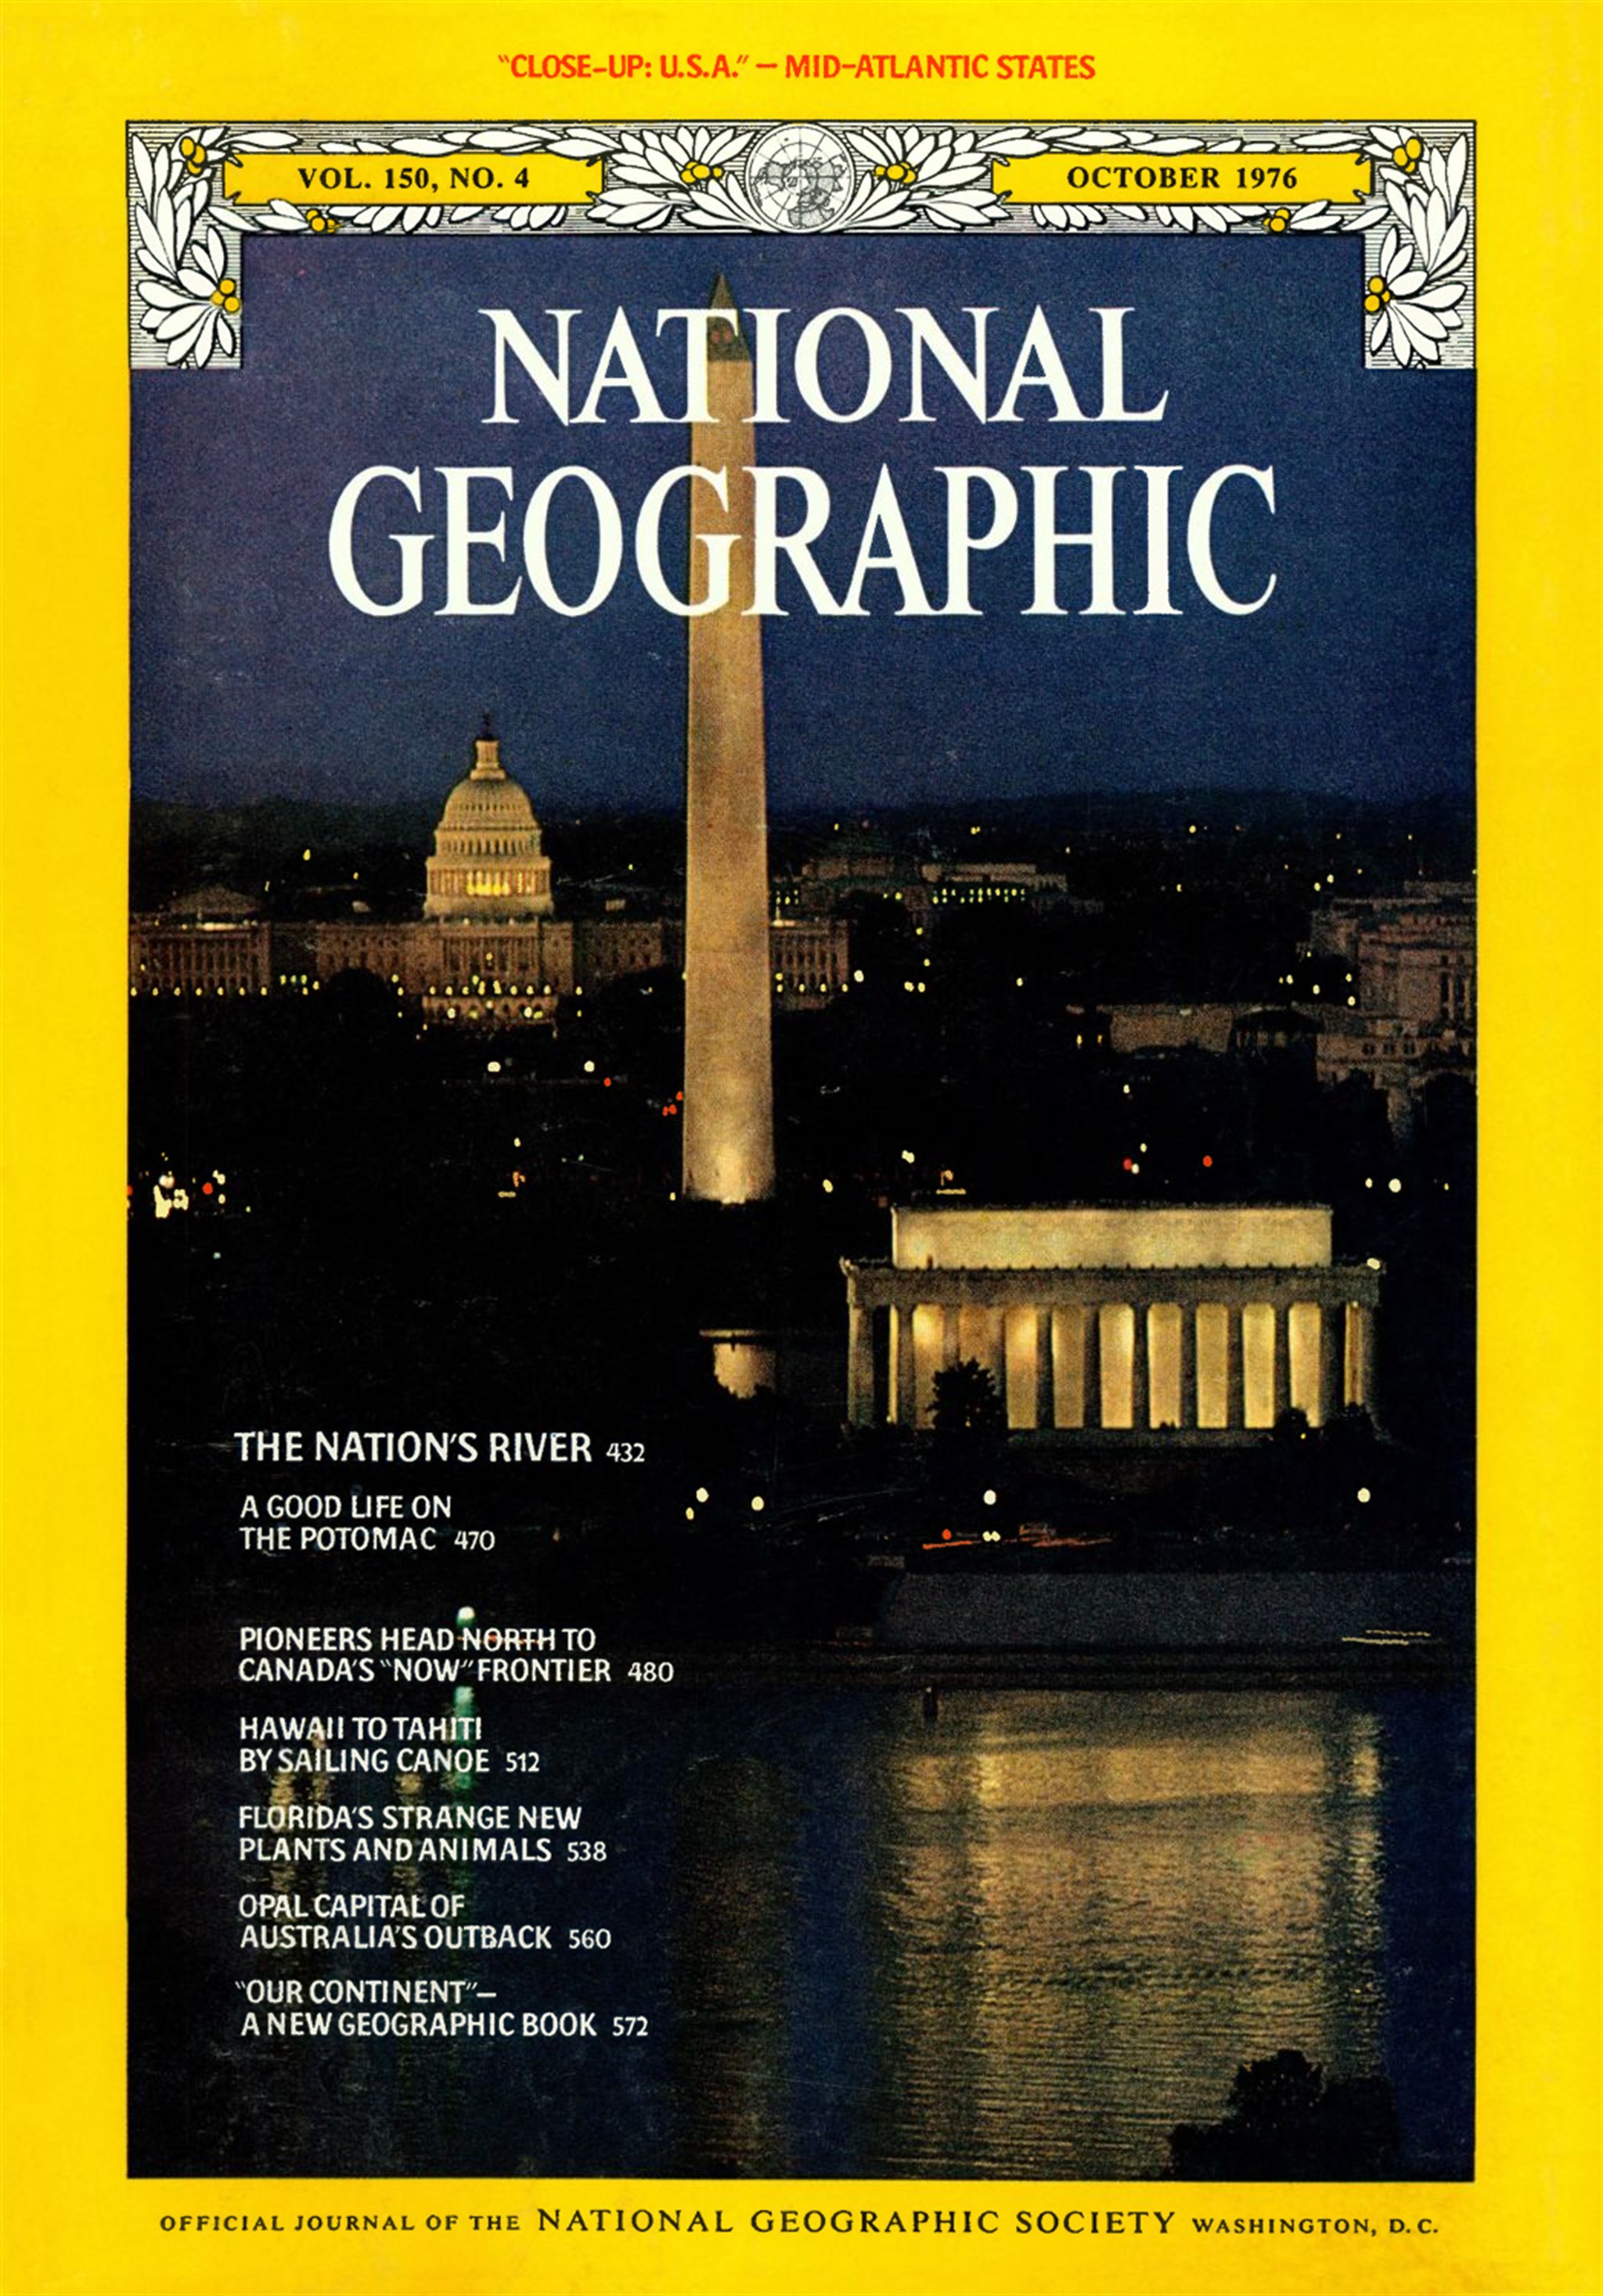 "CLOSE-UP: U.S.A." – MID-ATLANTIC STATES
VOL. 150, NO. 4
OCTOBER 1976
NATIONAL
GEOGRAPHIC
THE NATION'S RIVER 432
A GOOD LIFE ON
THE POTOMAC 470
PIONEERS HEAD NORTH TO
CANADA'S "NOW" FRONTIER 480
HAWAII TO TAHITI
BY SAILING CANOE 512
FLORIDA'S STRANGE NEW
PLANTS AND ANIMALS 538
OPAL CAPITAL OF
AUSTRALIA'S OUTBACK 560
"OUR CONTINENT"–
A NEW GEOGRAPHIC BOOK 572
OFFICIAL JOURNAL OF THE NATIONAL GEOGRAPHIC SOCIETY WASHINGTON, D.C.